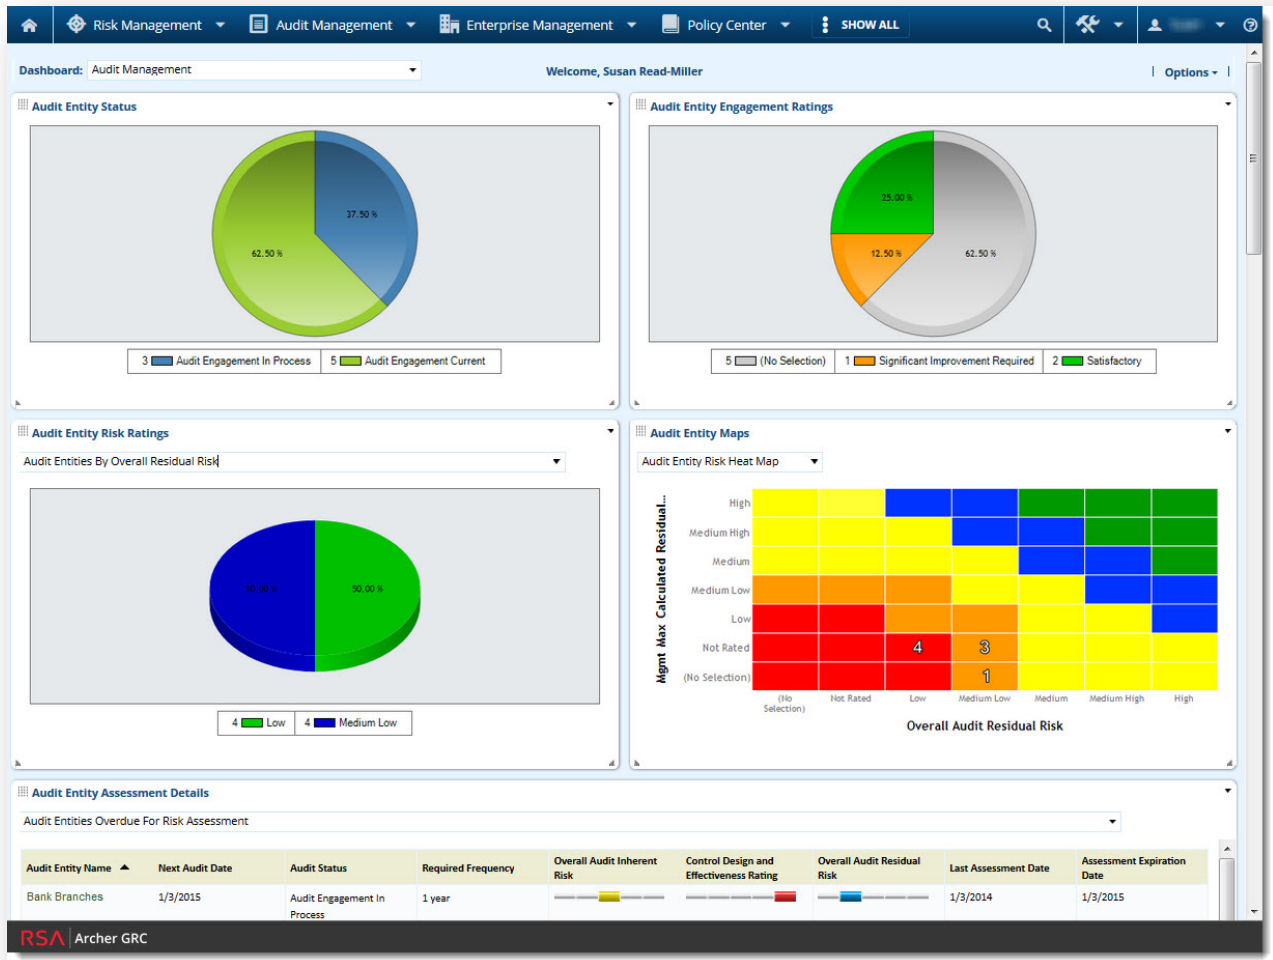 Risk Management Audit Management Enterprise Management Policy Center SHOW ALL
Dashboard: Audit Management Welcome, Susan Read-Miller | Options |
Audit Entity Status
37.50 %
62.50 %
3 Audit Engagement In Process 5 Audit Engagement Current
Audit Entity Engagement Ratings
25.00 %
12.50 % 62.50 %
5 (No Selection) 1 Significant Improvement Required 2 Satisfactory
Audit Entity Risk Ratings
Audit Entities By Overall Residual Risk
50.00 % 50.00 %
4 Low 4 Medium Low
Audit Entity Maps
Audit Entity Risk Heat Map
Mgmt Max Calculated Residual...
High
Medium High
Medium
Medium Low
Low
Not Rated 4 3
(No Selection) 1
(No Selection) Not Rated Low Medium Low Medium Medium High High
Overall Audit Residual Risk
Audit Entity Assessment Details
Audit Entities Overdue For Risk Assessment
Audit Entity Name Next Audit Date Audit Status Required Frequency Overall Audit Inherent Risk Control Design and Effectiveness Rating Overall Audit Residual Risk Last Assessment Date Assessment Expiration Date
Bank Branches 1/3/2015 Audit Engagement In Process 1 year 1/3/2014 1/3/2015
RSA Archer GRC